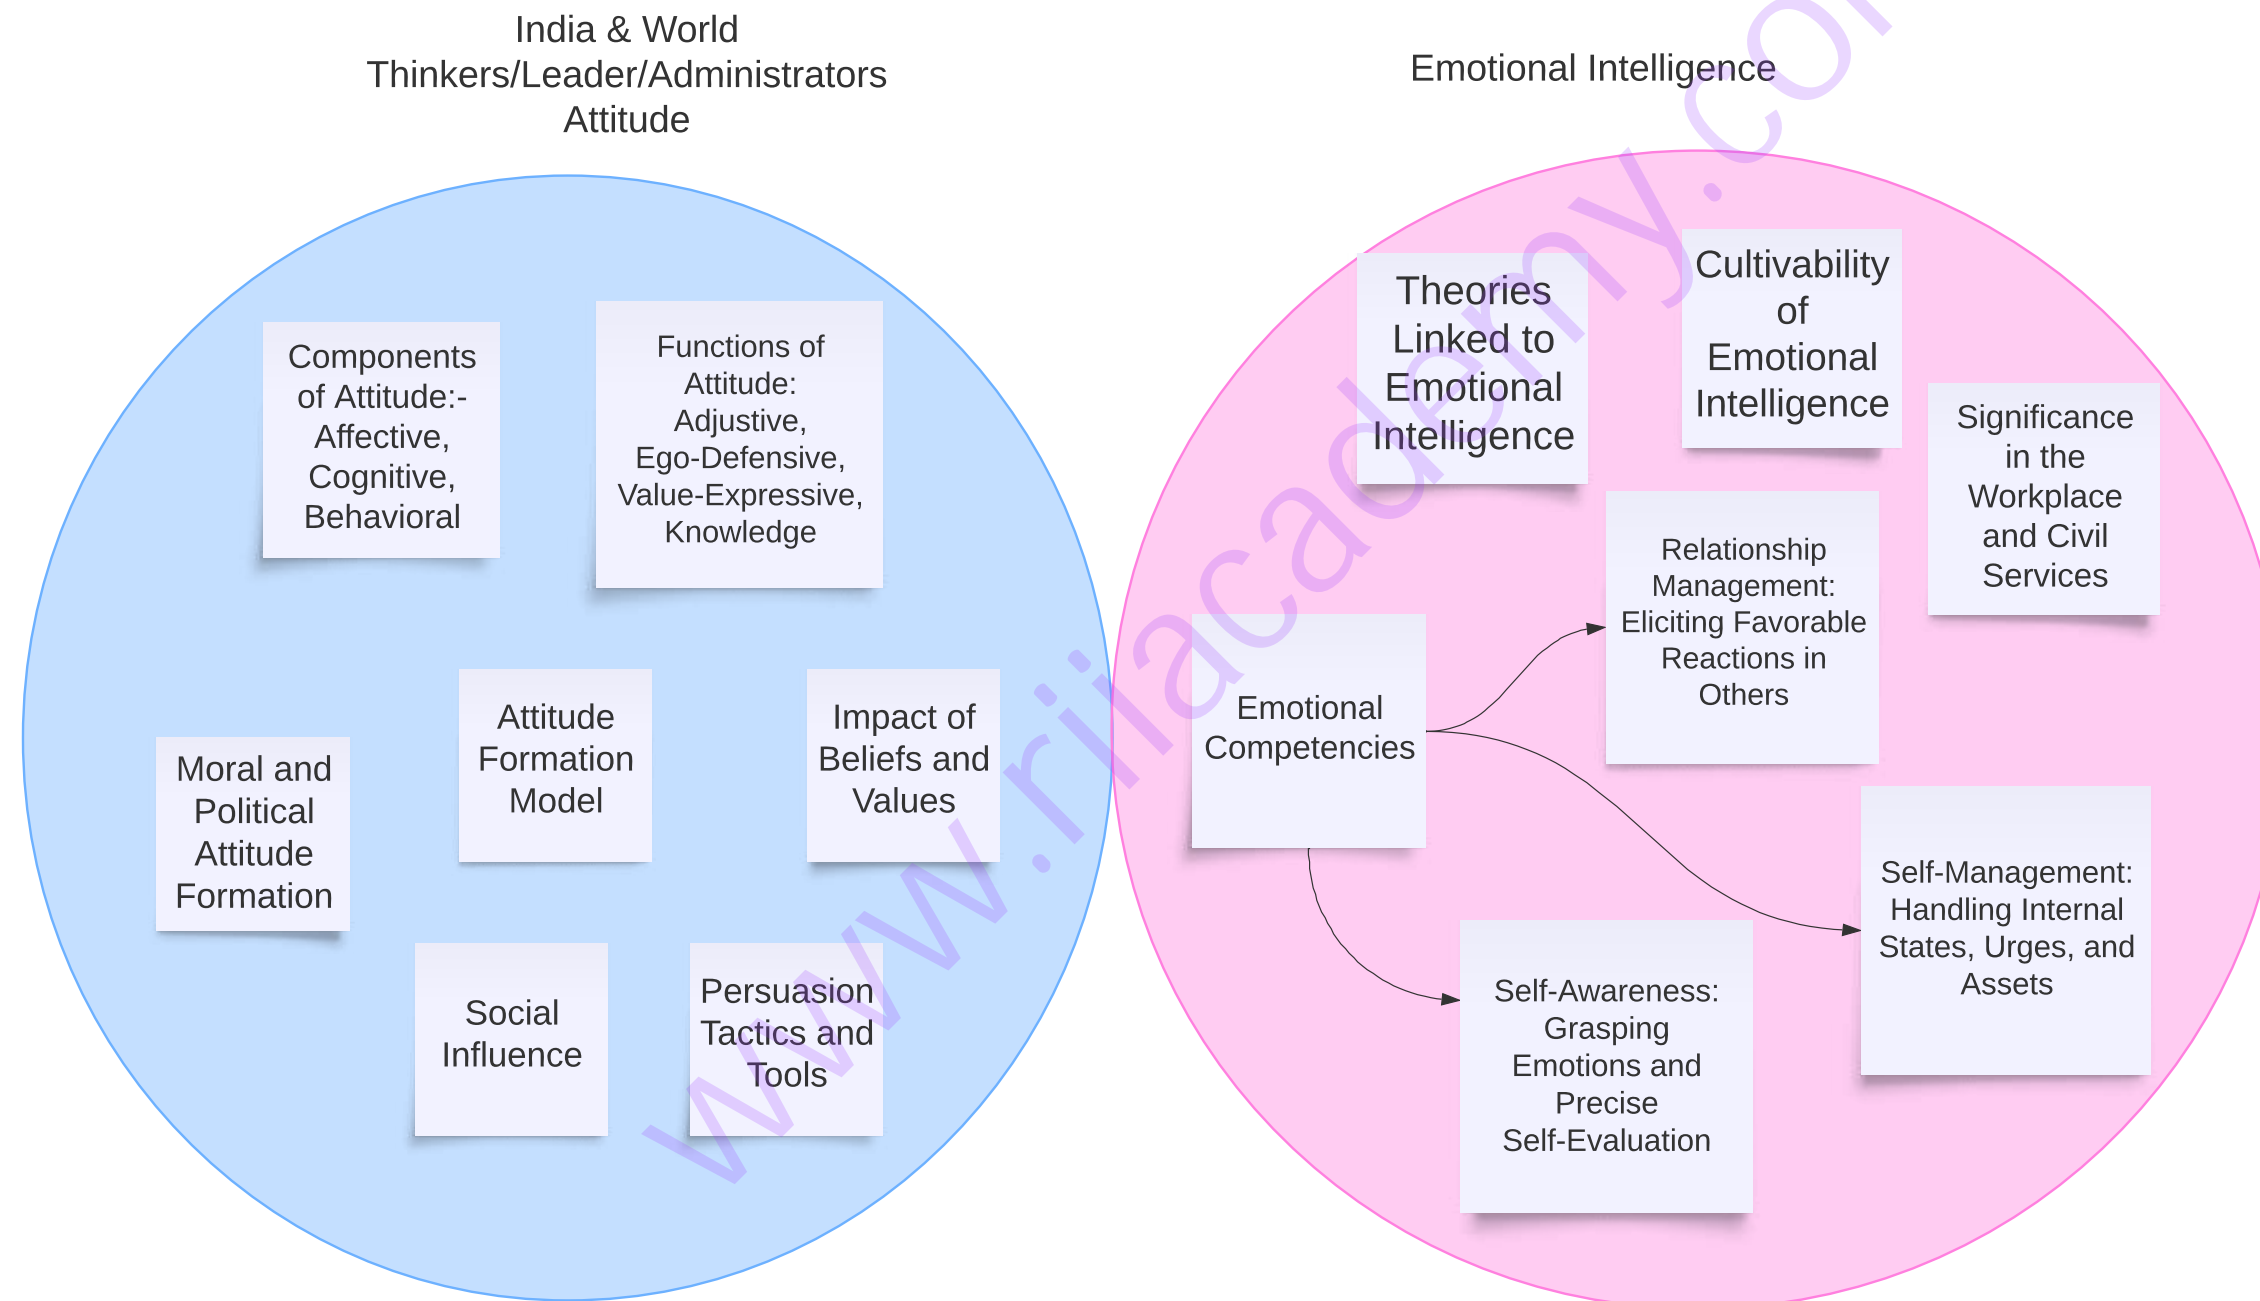 India & World
Thinkers/Leader/Administrators
Attitude
Components
of Attitude:-
Affective,
Cognitive,
Behavioral
Functions of
Attitude:
Adjustive,
Ego-Defensive,
Value-Expressive,
Knowledge
Moral and
Political
Attitude
Formation
Attitude
Formation
Model
Impact of
Beliefs and
Values
Social
Influence
Persuasion
Tactics and
Tools
Emotional Intelligence
Theories
Linked to
Emotional
Intelligence
Cultivability
of
Emotional
Intelligence
Significance
in the
Workplace
and Civil
Services
Relationship
Management:
Eliciting Favorable
Reactions in
Others
Emotional
Competencies
Self-Management:
Handling Internal
States, Urges, and
Assets
Self-Awareness:
Grasping
Emotions and
Precise
Self-Evaluation